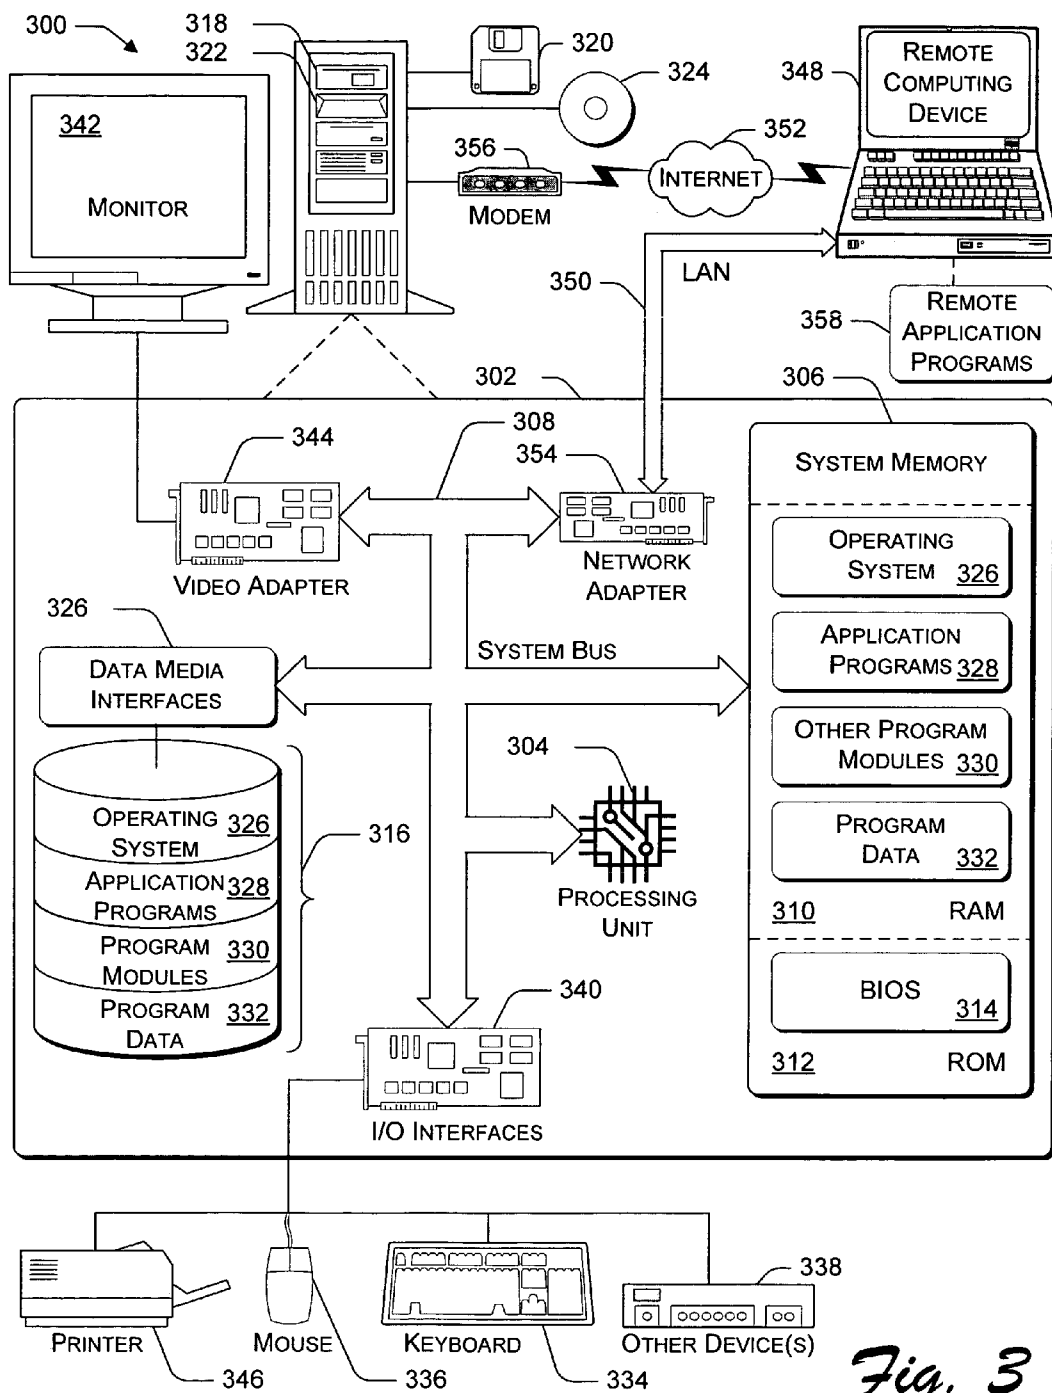 300
318
322
320
324
348
REMOTE
COMPUTING
DEVICE
342
MONITOR
356
MODEM
352
INTERNET
350
LAN
358
REMOTE
APPLICATION
PROGRAMS
302
306
344
308
354
SYSTEM MEMORY
VIDEO ADAPTER
NETWORK
ADAPTER
OPERATING
SYSTEM 326
326
DATA MEDIA
INTERFACES
SYSTEM BUS
APPLICATION
PROGRAMS 328
OTHER PROGRAM
MODULES 330
304
PROCESSING
UNIT
PROGRAM
DATA 332
310 RAM
OPERATING 326
SYSTEM
APPLICATION 328
PROGRAMS
PROGRAM 330
MODULES
PROGRAM 332
DATA
316
BIOS
314
312 ROM
340
I/O INTERFACES
PRINTER
346
MOUSE
336
KEYBOARD
334
338
OTHER DEVICE(S)
Fig. 3